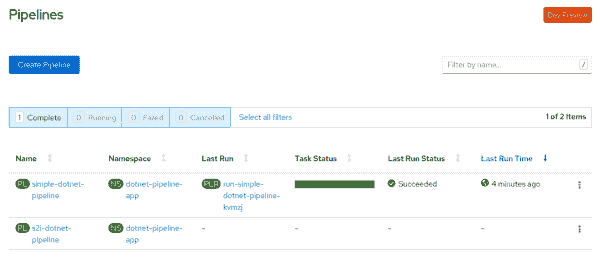 Pipelines
Dev Preview
Create Pipeline
Filter by name...
/
1 Complete 0 Running 0 Failed 0 Cancelled Select all filters 1 of 2 Items
Name Namespace Last Run Task Status Last Run Status Last Run Time
PL simple-dotnet-pipeline NS dotnet-pipeline-app PLR run-simple-dotnet-pipeline-kvmzj Succeeded 4 minutes ago
PL s2i-dotnet-pipeline NS dotnet-pipeline-app - - - -